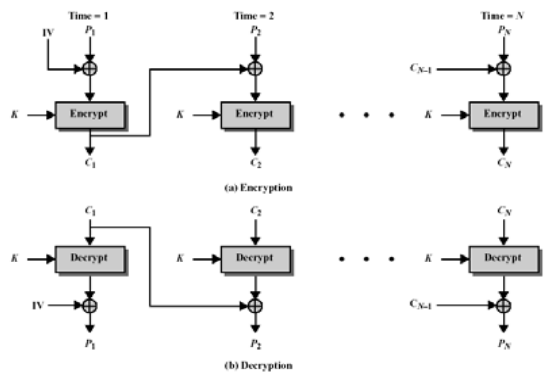 Time = 1 Time = 2 Time = N
IV P1 P2 PN
CN–1
K Encrypt K Encrypt • • • K Encrypt
C1 C2 CN
(a) Encryption
C1 C2 CN
K Decrypt K Decrypt • • • K Decrypt
IV CN–1
P1 P2 PN
(b) Decryption